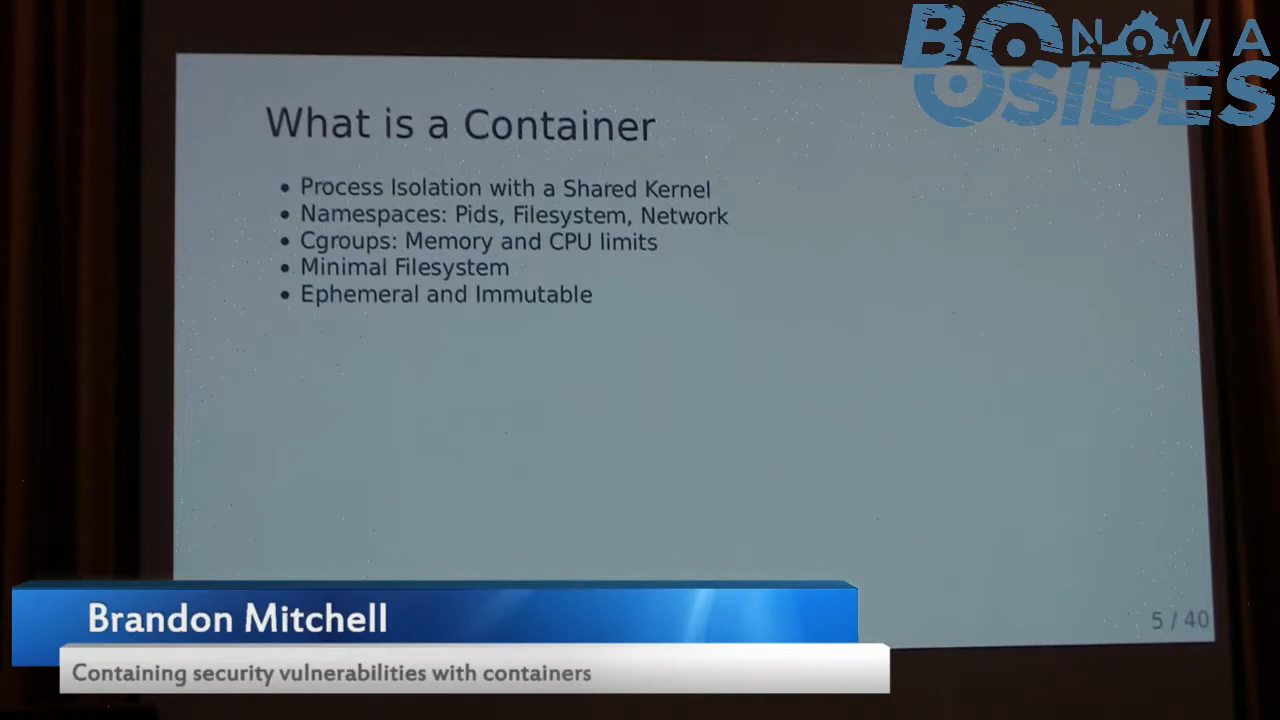 BSIDES
NOVA
What is a Container
• Process Isolation with a Shared Kernel
• Namespaces: Pids, Filesystem, Network
• Cgroups: Memory and CPU limits
• Minimal Filesystem
• Ephemeral and Immutable
5 / 40
Brandon Mitchell
Containing security vulnerabilities with containers